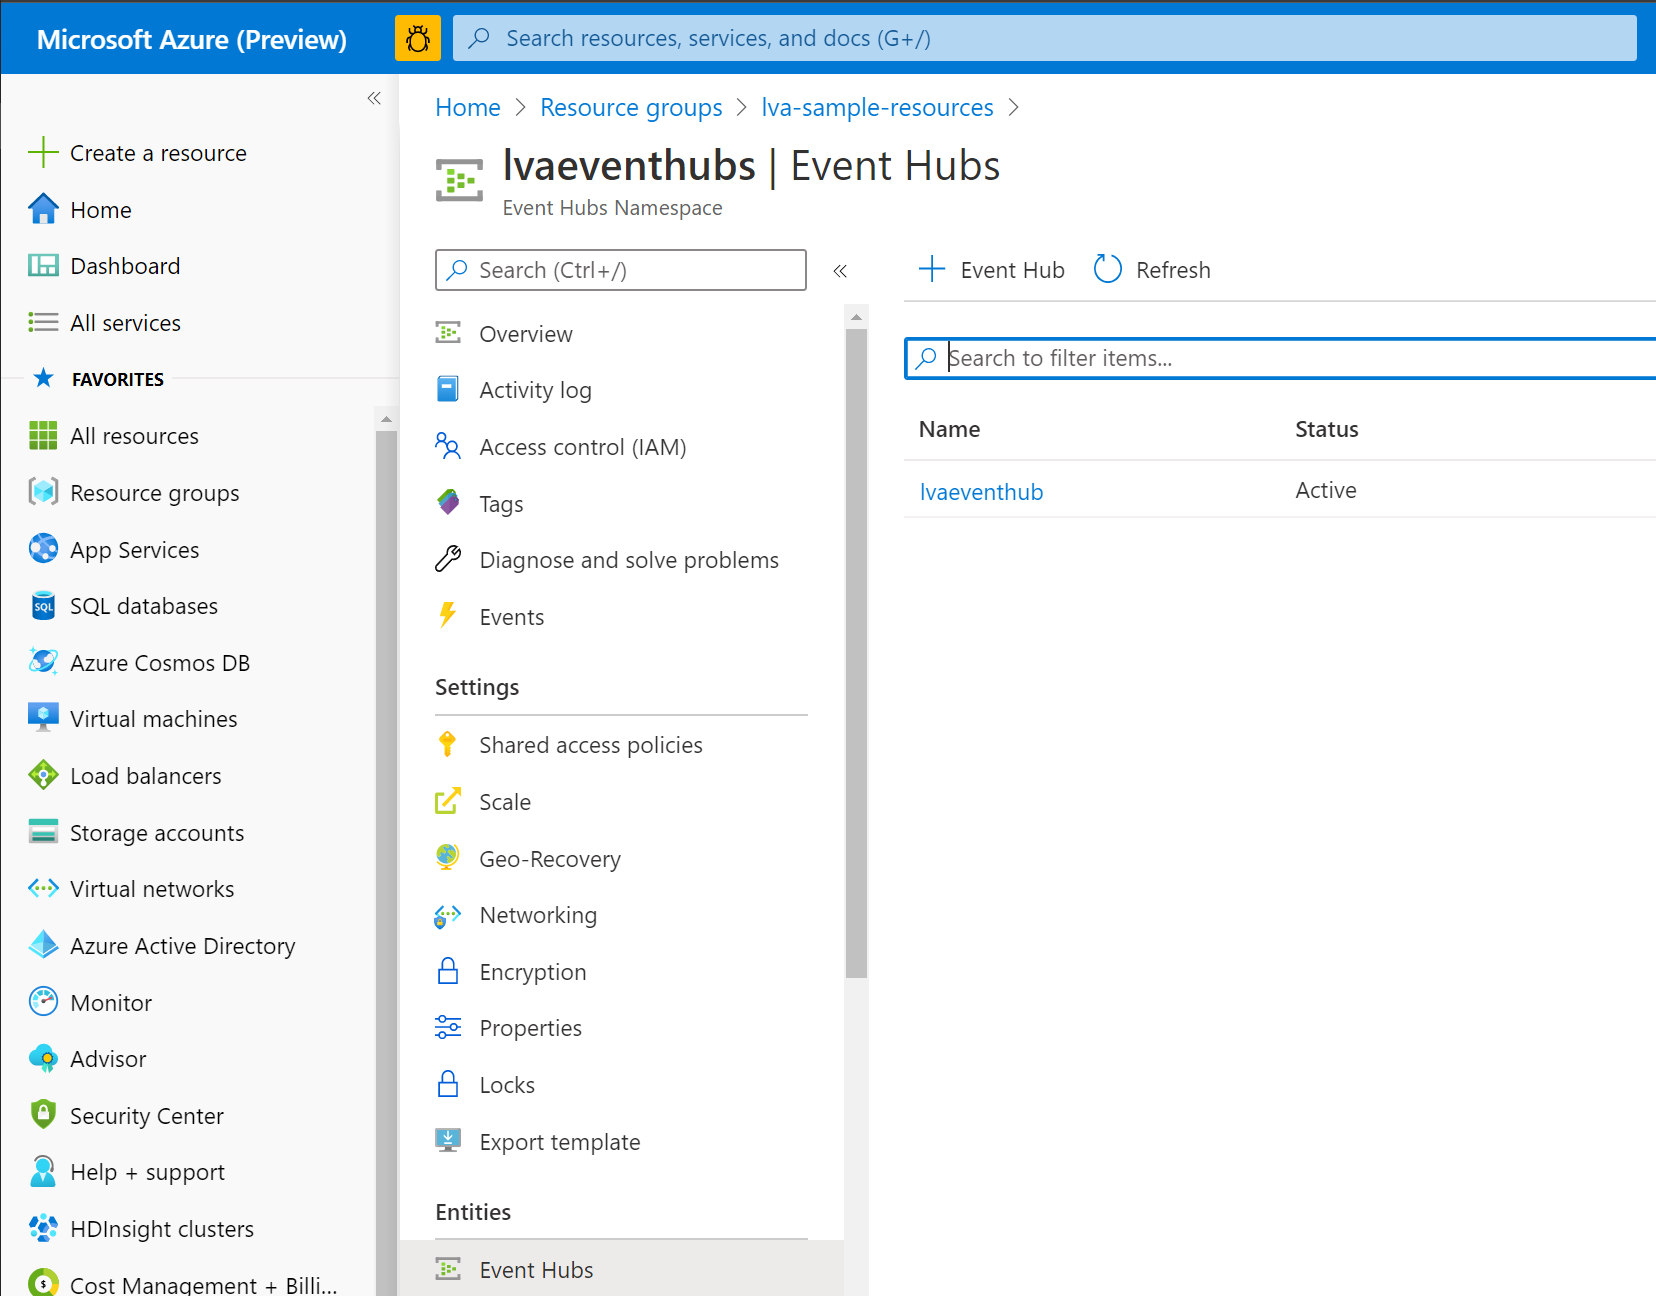 Microsoft Azure (Preview)
Search resources, services, and docs (G+/)
Create a resource
Home
Dashboard
All services
FAVORITES
All resources
Resource groups
App Services
SQL
SQL databases
Azure Cosmos DB
Virtual machines
Load balancers
Storage accounts
Virtual networks
Azure Active Directory
Monitor
Advisor
Security Center
Help + support
HDInsight clusters
$
Cost Management + Billi...
Home > Resource groups > lva-sample-resources >
lvaeventhubs | Event Hubs
Event Hubs Namespace
Search (Ctrl+/)
Overview
Activity log
Access control (IAM)
Tags
Diagnose and solve problems
Events
Settings
Shared access policies
Scale
Geo-Recovery
Networking
Encryption
Properties
Locks
Export template
Entities
Event Hubs
Event Hub
Refresh
Search to filter items...
Name Status
lvaeventhub Active